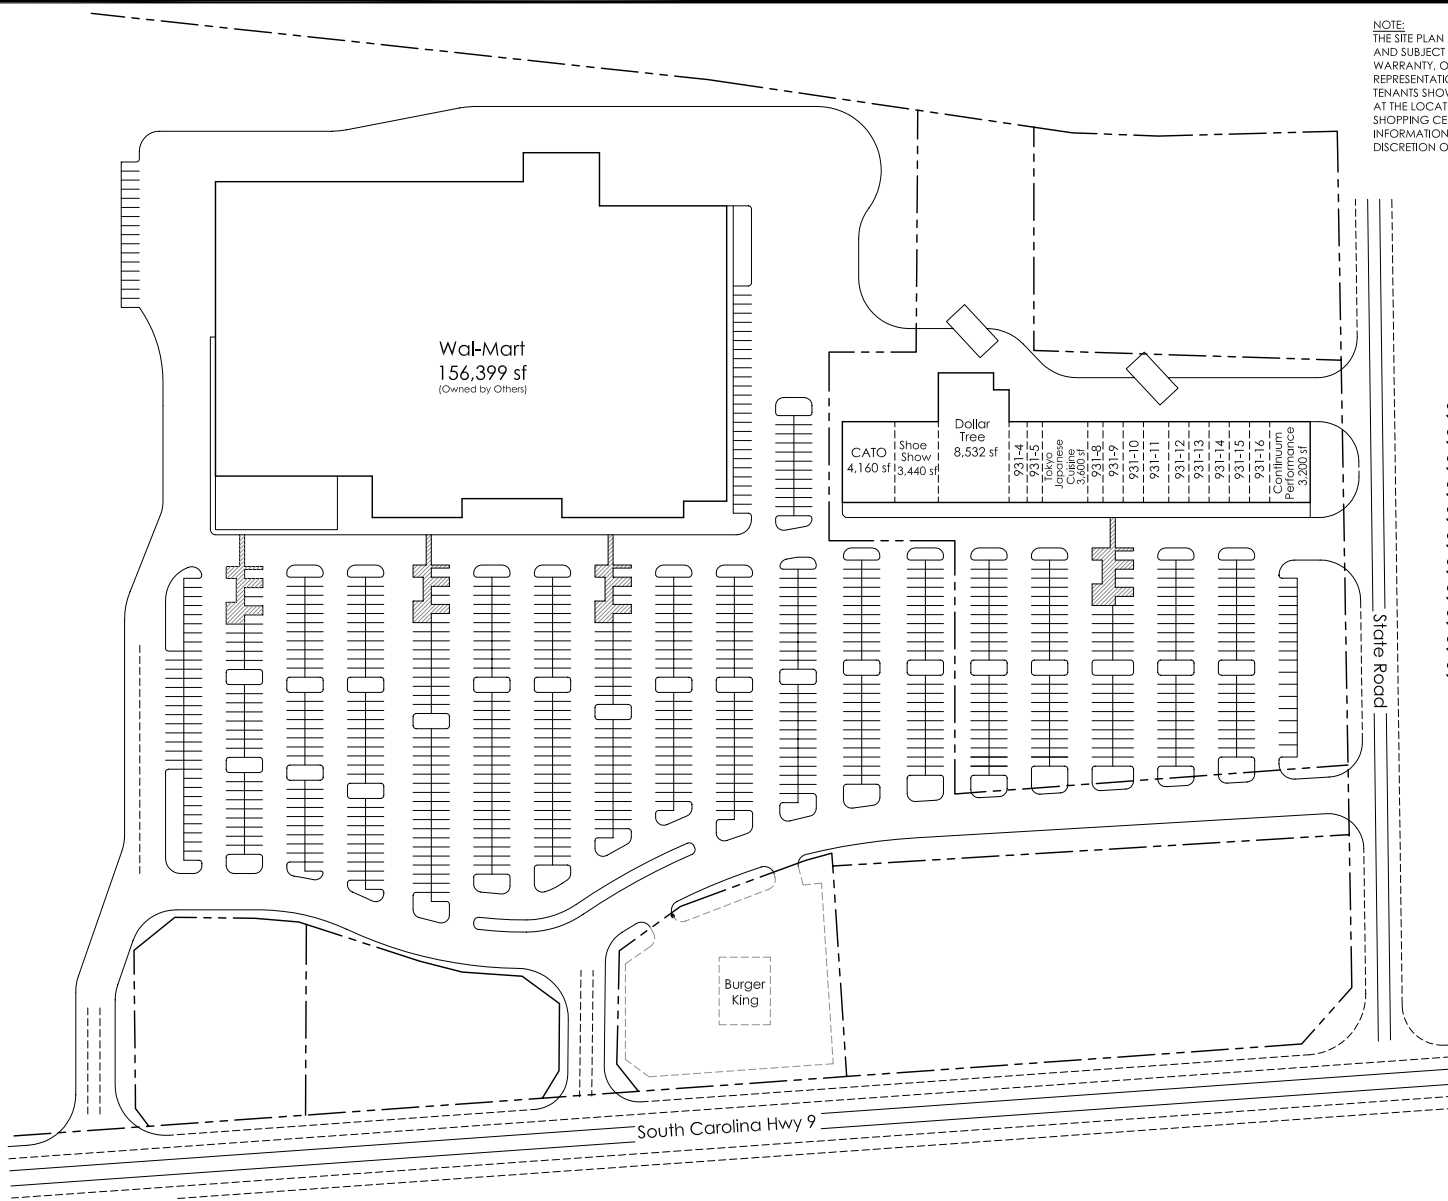 NOTE:
THE SITE PLAN
AND SUBJECT
WARRANTY, O
REPRESENTATIO
TENANTS SHOW
AT THE LOCAT
SHOPPING CE
INFORMATION
DISCRETION O
Wal-Mart
156,399 sf
(Owned by Others)
CATO
4,160 sf
Shoe
Show
3,440 sf
Dollar
Tree
8,532 sf
931-4
931-5
Tokyo
Japanese
Cuisine
3,600 sf
931-8
931-9
931-10
931-11
931-12
931-13
931-14
931-15
931-16
Continuum
Performance
3,200 sf
State Road
Burger
King
South Carolina Hwy 9